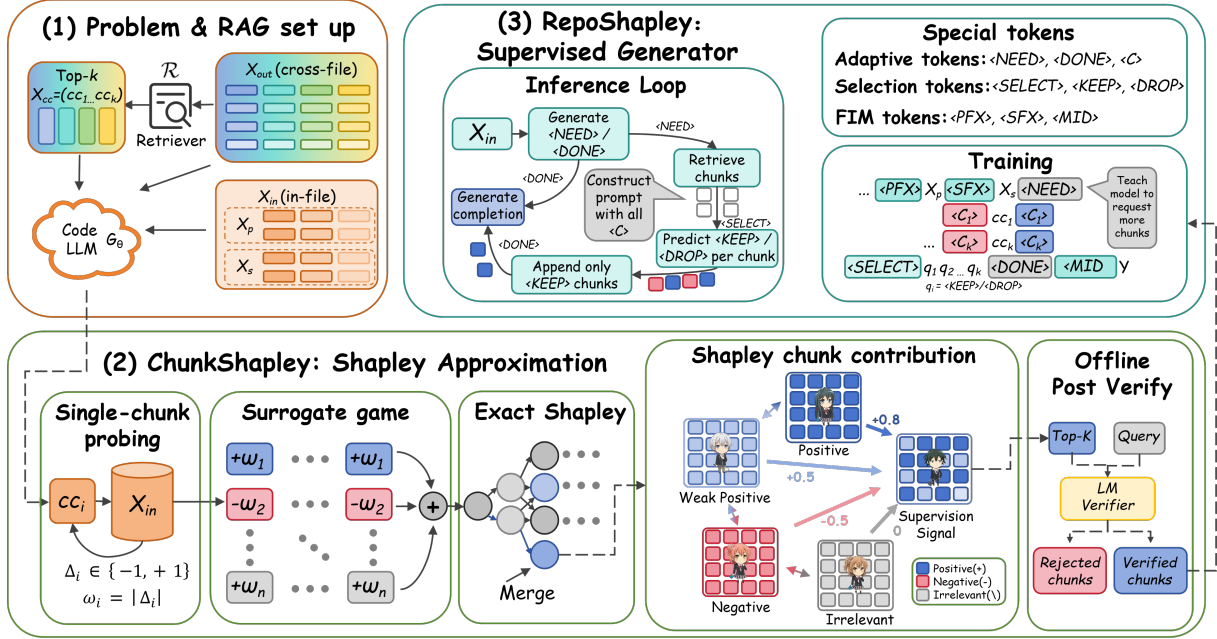 (1) Problem & RAG set up
Top-k
X_cc=(cc_1...cc_k)
R
Retriever
X_out (cross-file)
X_in (in-file)
X_p
X_s
Code
LLM G_θ
(3) RepoShapley:
Supervised Generator
Inference Loop
X_in
Generate
<NEED> /
<DONE>
<NEED>
Retrieve
chunks
<DONE>
Construct
prompt
with all
<C>
Generate
completion
<SELECT>
Predict <KEEP> /
<DROP> per chunk
<DONE>
Append only
<KEEP> chunks
Special tokens
Adaptive tokens: <NEED>, <DONE>, <C>
Selection tokens: <SELECT>, <KEEP>, <DROP>
FIM tokens: <PFX>, <SFX>, <MID>
Training
... <PFX> X_p <SFX> X_s <NEED>
<C_1> cc_1 <C_1>
... <C_k> cc_k <C_k>
<SELECT> q_1 q_2 ... q_k <DONE> <MID Y
q_i = <KEEP>/<DROP>
Teach
model to
request
more
chunks
(2) ChunkShapley: Shapley Approximation
Single-chunk
probing
cc_i
X_in
Δ_i ∈ {-1, +1}
ω_i = |Δ_i|
Surrogate game
+ω_1 ... +ω_1
-ω_2 ... -ω_2
+ω_n ... +ω_n
+
Exact Shapley
Merge
Shapley chunk contribution
Positive
+0.8
Weak Positive
+0.5
Supervision
Signal
-0.5
0
Negative
Irrelevant
Positive(+)
Negative(-)
Irrelevant(\)
Offline
Post Verify
Top-K
Query
LM
Verifier
Rejected
chunks
Verified
chunks